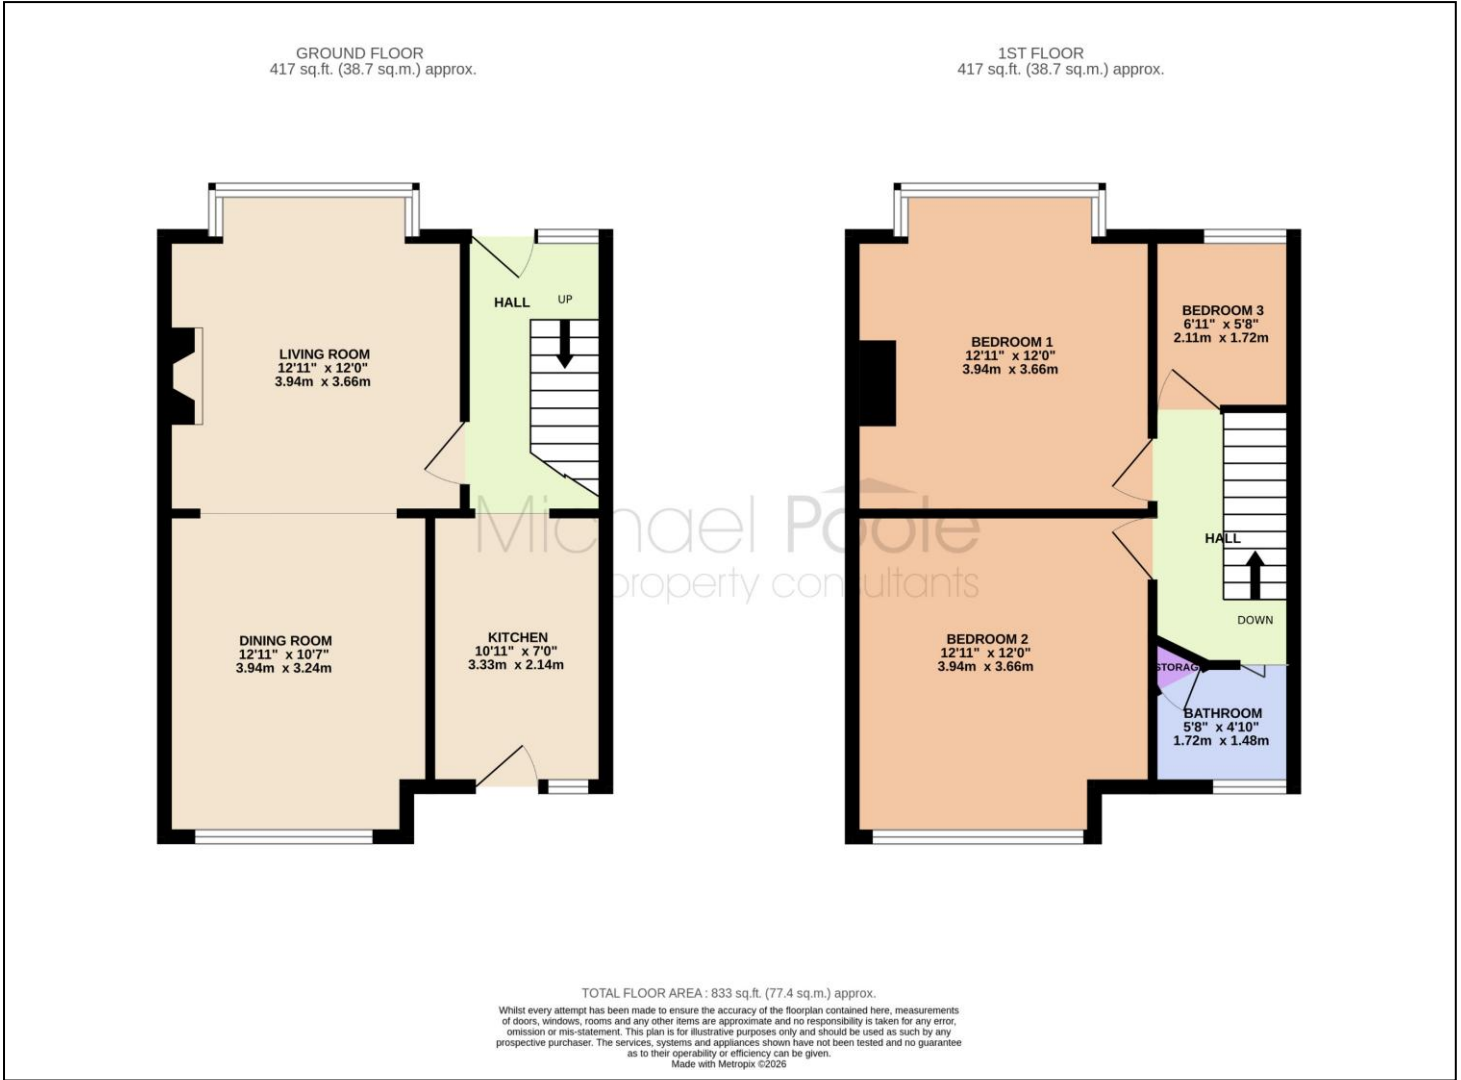 GROUND FLOOR
417 sq.ft. (38.7 sq.m.) approx.
HALL
UP
LIVING ROOM
12'11" x 12'0"
3.94m x 3.66m
DINING ROOM
12'11" x 10'7"
3.94m x 3.24m
KITCHEN
10'11" x 7'0"
3.33m x 2.14m
1ST FLOOR
417 sq.ft. (38.7 sq.m.) approx.
BEDROOM 1
12'11" x 12'0"
3.94m x 3.66m
BEDROOM 3
6'11" x 5'8"
2.11m x 1.72m
HALL
DOWN
BEDROOM 2
12'11" x 12'0"
3.94m x 3.66m
STORAG
BATHROOM
5'8" x 4'10"
1.72m x 1.48m
Michael Poole
property consultants
TOTAL FLOOR AREA : 833 sq.ft. (77.4 sq.m.) approx.
Whilst every attempt has been made to ensure the accuracy of the floorplan contained here, measurements
of doors, windows, rooms and any other items are approximate and no responsibility is taken for any error,
omission or mis-statement. This plan is for illustrative purposes only and should be used as such by any
prospective purchaser. The services, systems and appliances shown have not been tested and no guarantee
as to their operability or efficiency can be given.
Made with Metropix ©2026